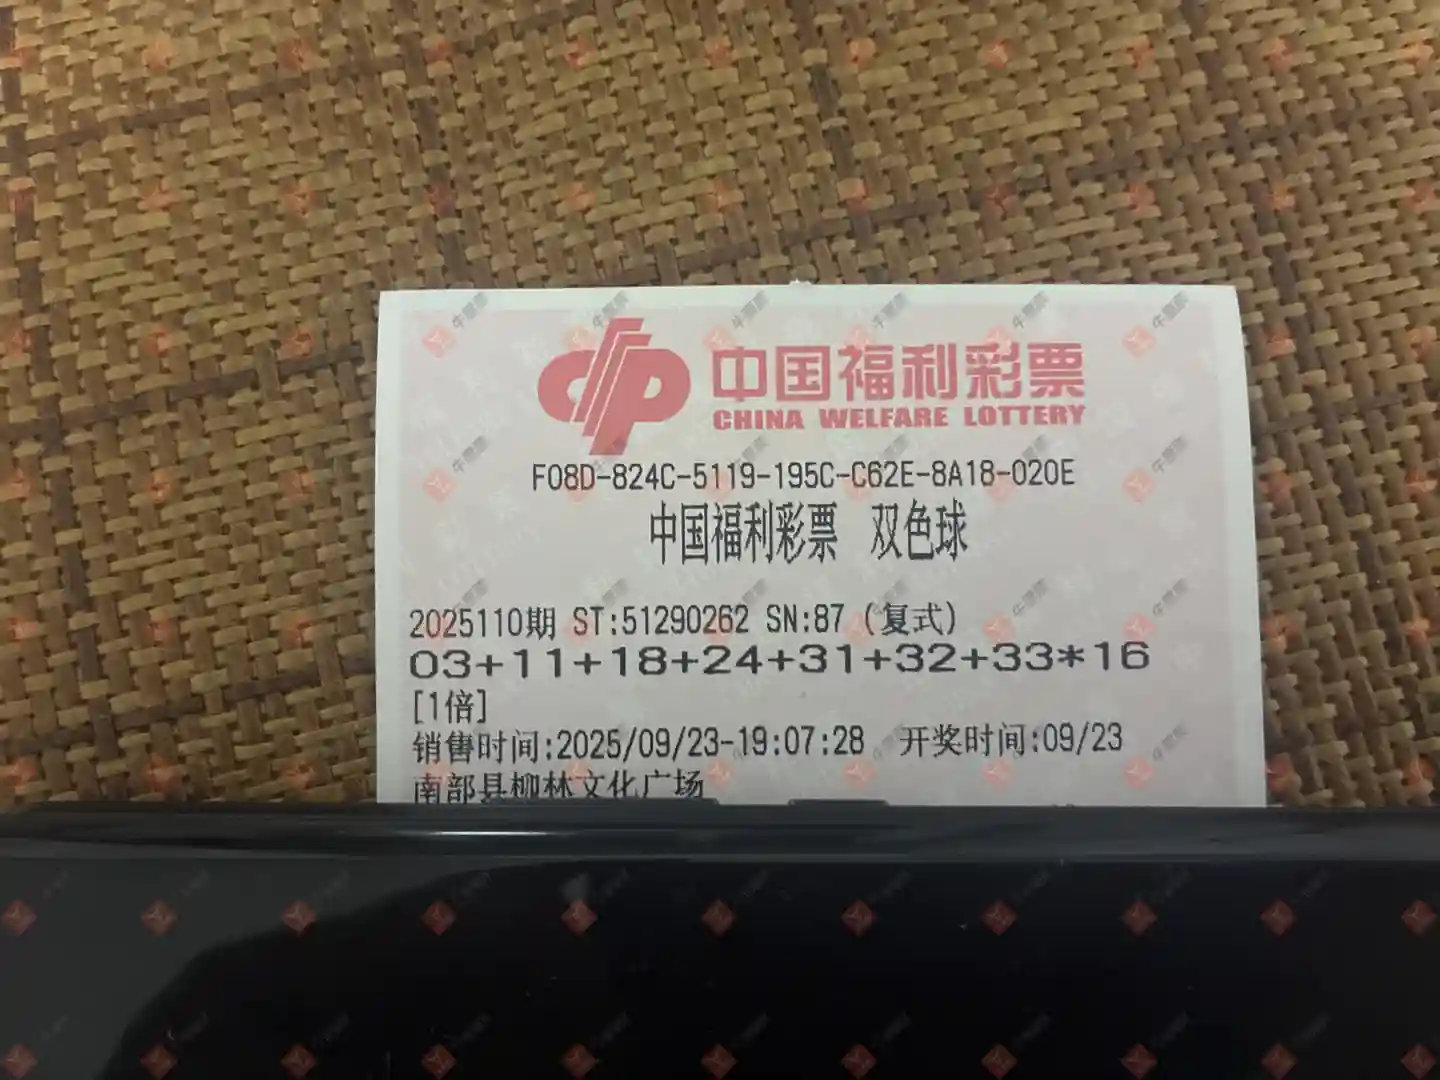 中国福利彩票
CHINA WELFARE LOTTERY
F08D-824C-5119-195C-C62E-8A18-020E
中国福利彩票 双色球
2025110期 ST:51290262 SN:87 (复式)
03+11+18+24+31+32+33*16
[1倍]
销售时间:2025/09/23-19:07:28 开奖时间:09/23
南部县柳林文化广场